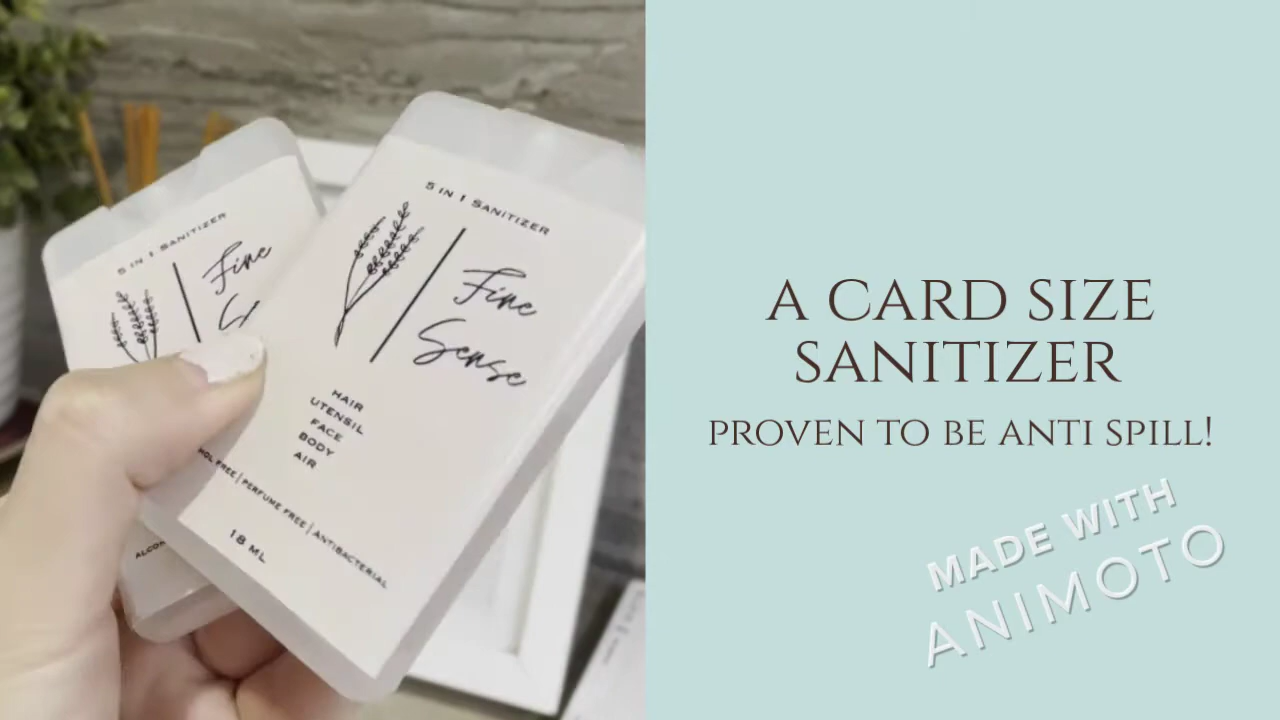 5 IN 1 SANITIZER
Fine
5 IN 1 SANITIZER
Fine
Sense
HAIR
UTENSIL
FACE
BODY
AIR
FREE | PERFUME FREE | ANTIBACTERIAL
18 ML
A CARD SIZE
SANITIZER
PROVEN TO BE ANTI SPILL!
MADE WITH
ANIMOTO